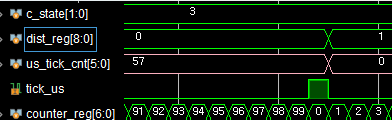 c_state[1:0] 3
dist_reg[8:0] 0 1
us_tick_cnt[5:0] 57 0
tick_us
counter_reg[6:0] 91 92 93 94 95 96 97 98 99 0 1 2 3